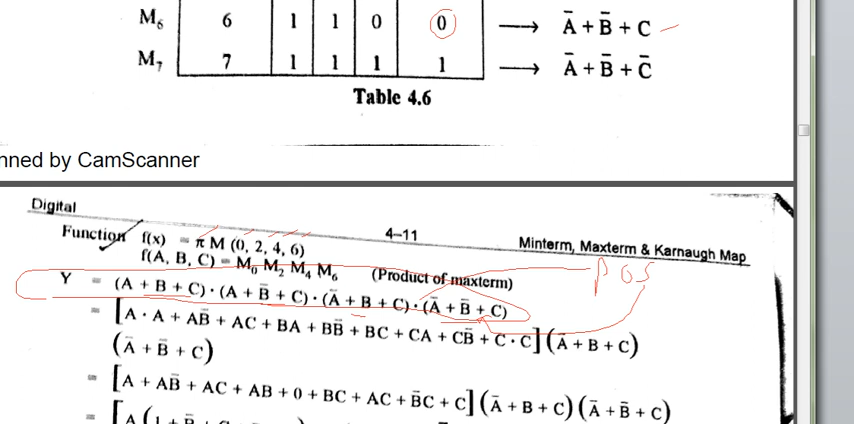 M₆ 6 1 1 0 0 → Ā + B̄ + C
M₇ 7 1 1 1 1 → Ā + B̄ + C̄
Table 4.6
nned by CamScanner
Digital 4–11 Minterm, Maxterm & Karnaugh Map
Function f(x) = π M (0, 2, 4, 6)
f(A, B, C) = M₀ M₂ M₄ M₆ (Product of maxterm)
POS
Y = (A + B + C) · (A + B̄ + C) · (Ā + B + C) · (Ā + B̄ + C)
= [A · A + AB̄ + AC + BA + BB̄ + BC + CA + CB̄ + C · C] (Ā + B + C)
(Ā + B̄ + C)
= [A + AB̄ + AC + AB + 0 + BC + AC + B̄C + C] (Ā + B + C) (Ā + B̄ + C)